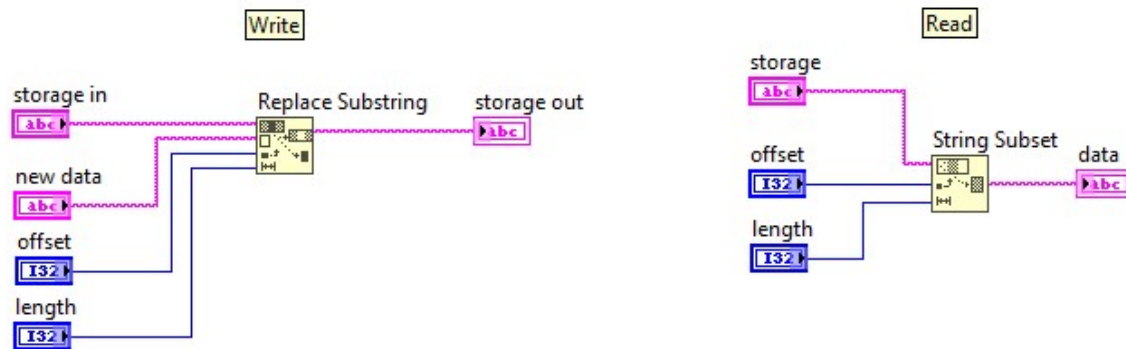 Write
storage in
abc
new data
abc
offset
I32
length
I32
Replace Substring
storage out
abc
Read
storage
abc
offset
I32
length
I32
String Subset
data
abc